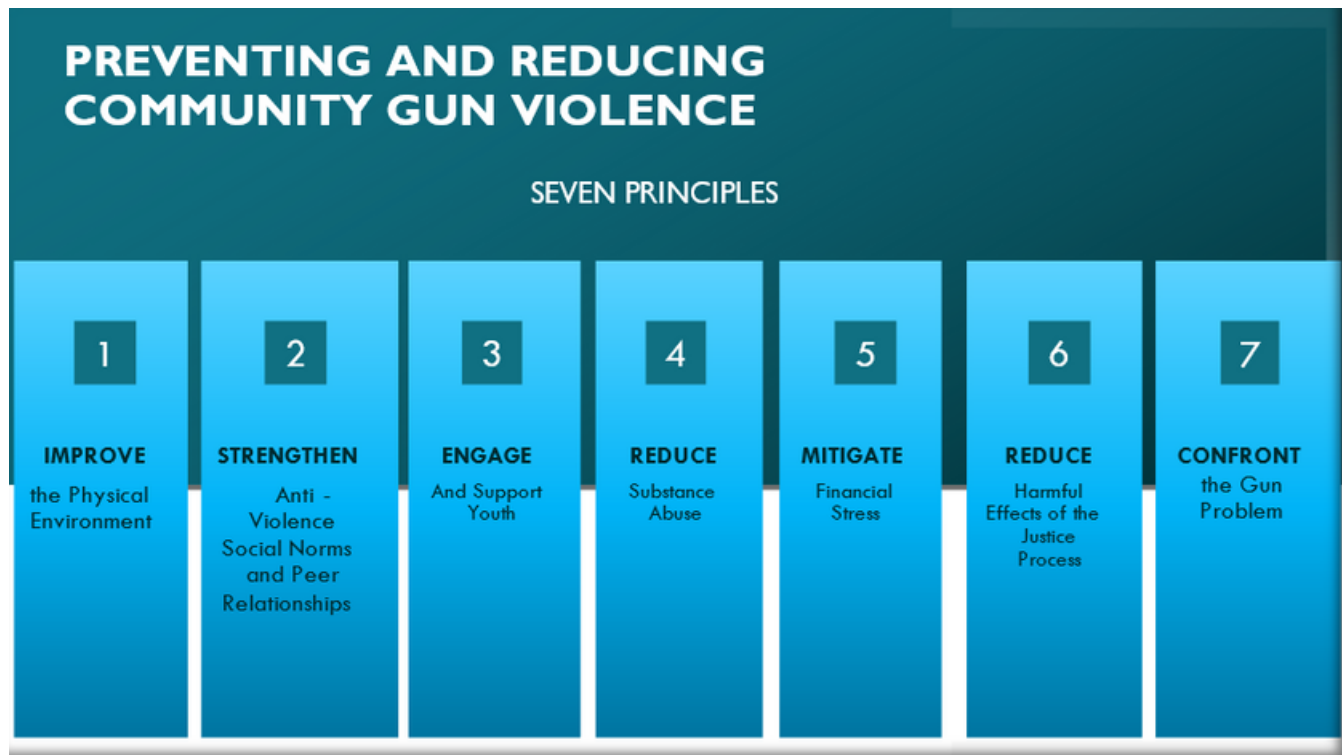 PREVENTING AND REDUCING
COMMUNITY GUN VIOLENCE
SEVEN PRINCIPLES
1
IMPROVE
the Physical
Environment
2
STRENGTHEN
Anti -
Violence
Social Norms
and Peer
Relationships
3
ENGAGE
And Support
Youth
4
REDUCE
Substance
Abuse
5
MITIGATE
Financial
Stress
6
REDUCE
Harmful
Effects of the
Justice
Process
7
CONFRONT
the Gun
Problem